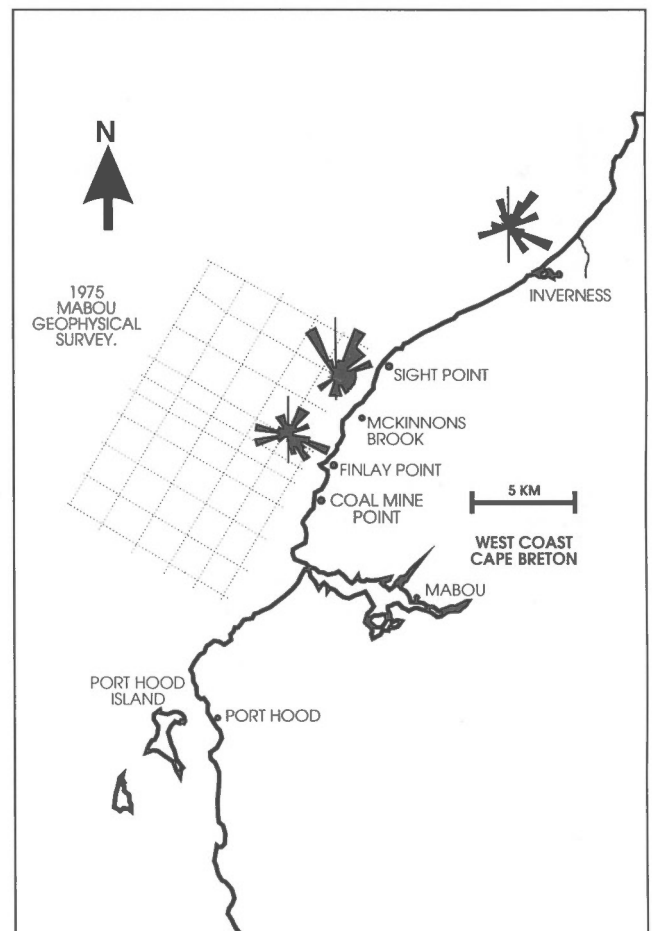 N
1975
MABOU
GEOPHYSICAL
SURVEY.
INVERNESS
SIGHT POINT
MCKINNONS
BROOK
FINLAY POINT
COAL MINE
POINT
5 KM
WEST COAST
CAPE BRETON
MABOU
PORT HOOD
ISLAND
PORT HOOD